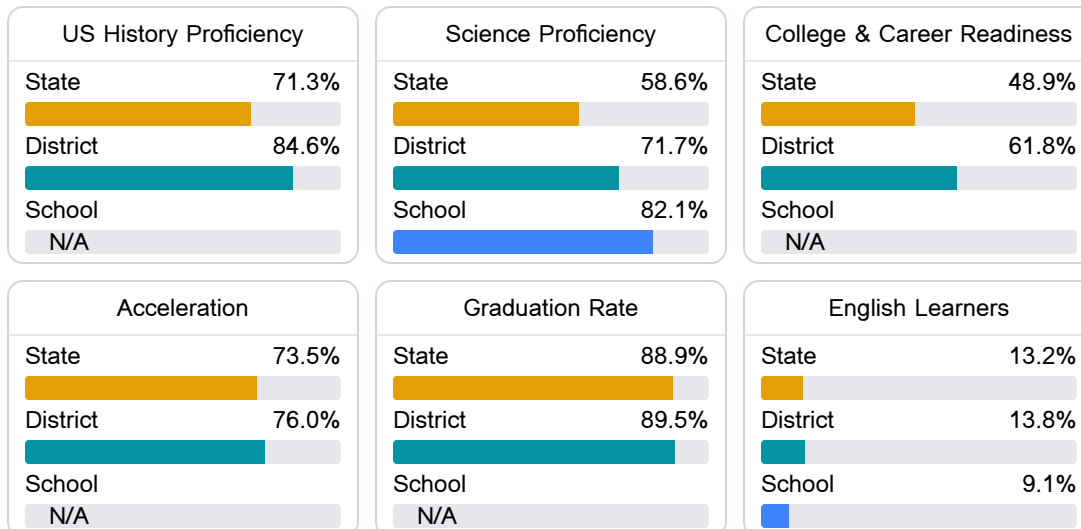 US History Proficiency
State 71.3%
District 84.6%
School
N/A
Science Proficiency
State 58.6%
District 71.7%
School 82.1%
College & Career Readiness
State 48.9%
District 61.8%
School
N/A
Acceleration
State 73.5%
District 76.0%
School
N/A
Graduation Rate
State 88.9%
District 89.5%
School
N/A
English Learners
State 13.2%
District 13.8%
School 9.1%